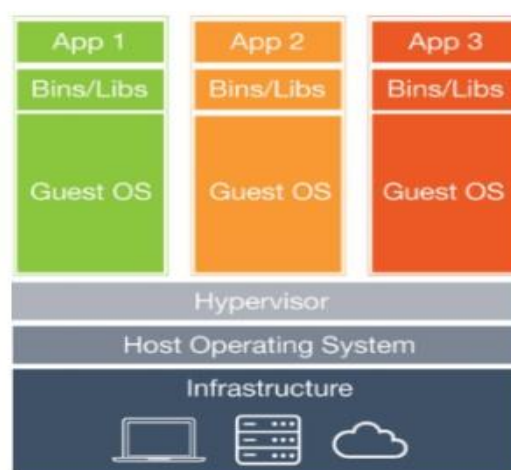 App 1
App 2
App 3
Bins/Libs
Bins/Libs
Bins/Libs
Guest OS
Guest OS
Guest OS
Hypervisor
Host Operating System
Infrastructure